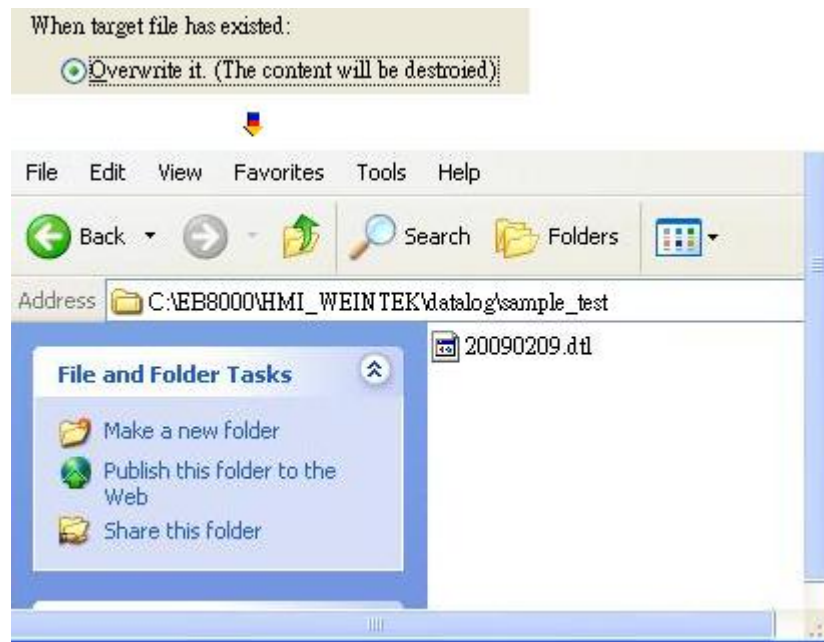 When target file has existed:
Overwrite it. (The content will be destroied)
File Edit View Favorites Tools Help
Back Search Folders
Address C:\EB8000\HMI_WEINTEK\datalog\sample_test
20090209.dtl
File and Folder Tasks
Make a new folder
Publish this folder to the
Web
Share this folder